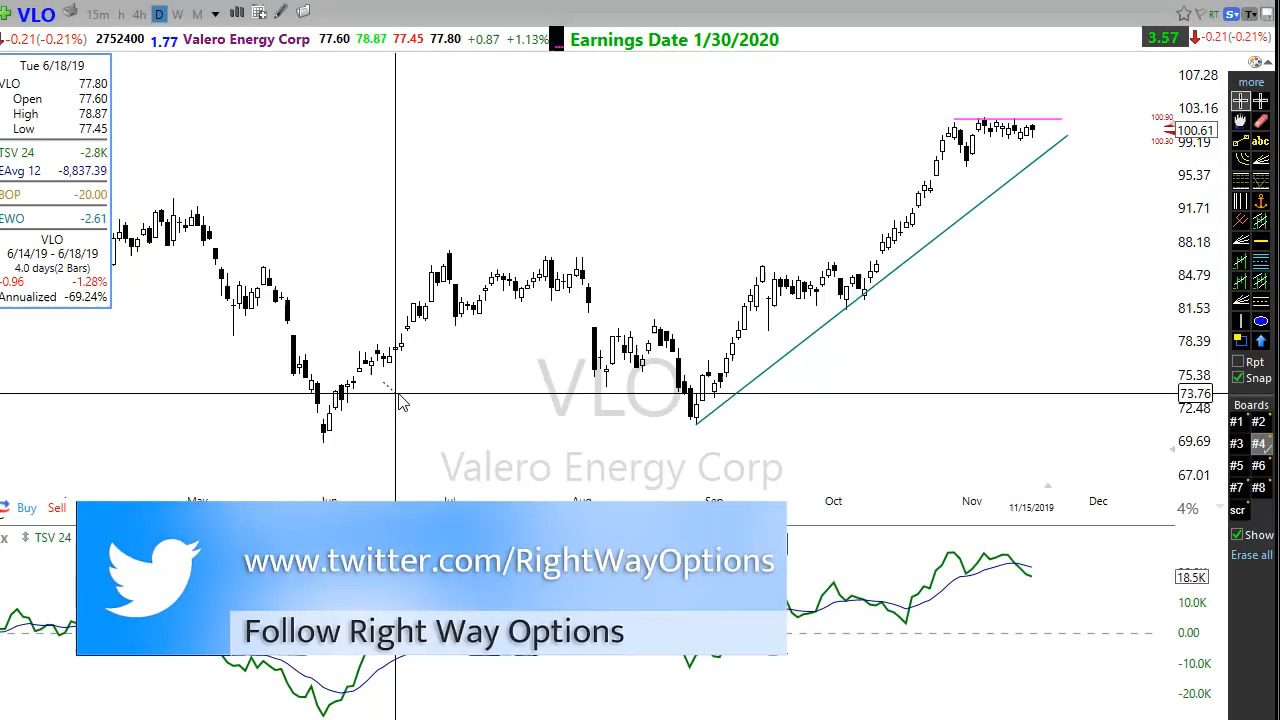 VLO 15m h 4h D W M RT S T
-0.21(-0.21%) 2752400 1.77 Valero Energy Corp 77.60 78.87 77.45 77.80 +0.87 +1.13% Earnings Date 1/30/2020 3.57 -0.21(-0.21%)
Tue 6/18/19
VLO 77.80
Open 77.60
High 78.87
Low 77.45
TSV 24 -2.8K
EAvg 12 -8,837.39
BOP -20.00
EWO -2.61
VLO
6/14/19 - 6/18/19
4.0 days(2 Bars)
-0.96 -1.28%
Annualized -69.24%
107.28
103.16
100.90
100.61
100.30
99.19
95.37
91.71
88.18
84.79
81.53
78.39
75.38
73.76
72.48
69.69
67.01
4%
more
abc
Rpt
Snap
Boards
#1 #2
#3 #4
#5 #6
#7 #8
scr
Show
Erase all
VLO
Valero Energy Corp
May Jun Jul Aug Sep Oct Nov 11/15/2019 Dec
Buy Sell
x TSV 24
www.twitter.com/RightWayOptions
Follow Right Way Options
18.5K
10.0K
0.00
-10.0K
-20.0K